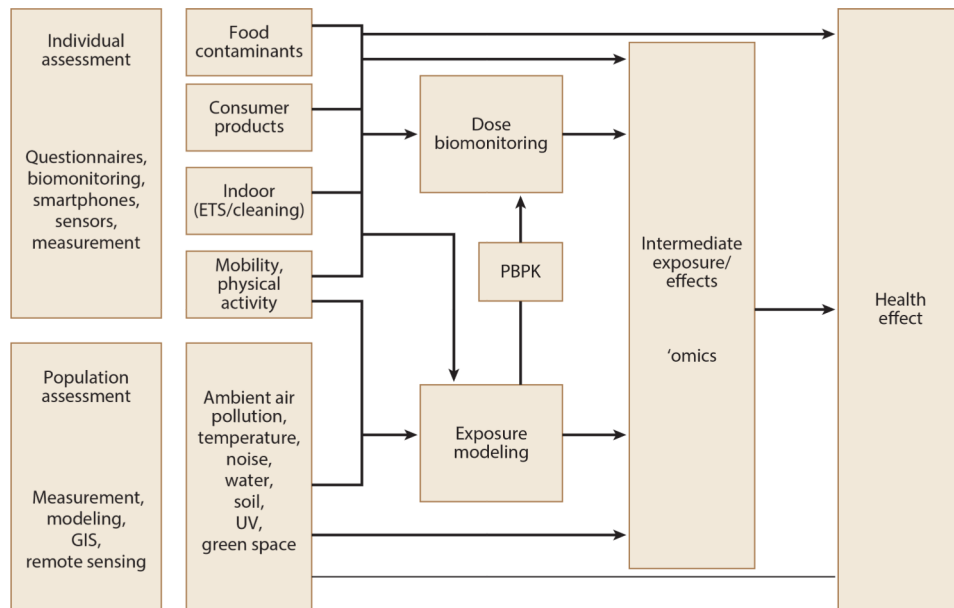 Individual
assessment
Questionnaires,
biomonitoring,
smartphones,
sensors,
measurement
Population
assessment
Measurement,
modeling,
GIS,
remote sensing
Food
contaminants
Consumer
products
Indoor
(ETS/cleaning)
Mobility,
physical
activity
Ambient air
pollution,
temperature,
noise,
water,
soil,
UV,
green space
Dose
biomonitoring
PBPK
Exposure
modeling
Intermediate
exposure/
effects
‘omics
Health
effect